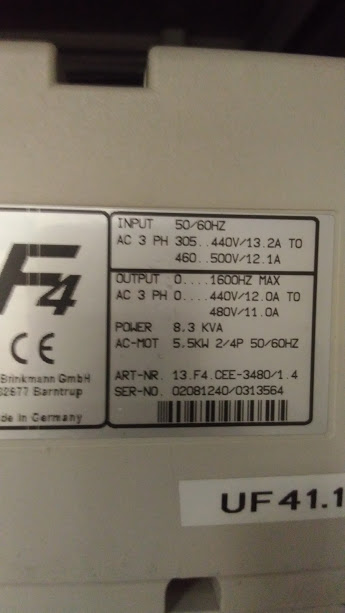 INPUT 50/60HZ
AC 3 PH 305..440V/13.2A TO
460..500V/12.1A
OUTPUT 0....1600HZ MAX
AC 3 PH 0....440V/12.0A TO
480V/11.0A
POWER 8.3 KVA
AC-MOT 5,5KW 2/4P 50/60HZ
ART-NR. 13.F4.CEE-3480/1.4
SER-NO. 02081240/0313564
F4
CE
Brinkmann GmbH
Barntrup
in Germany
UF 41.1